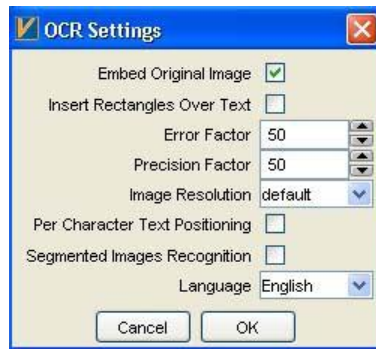 OCR Settings
Embed Original Image
Insert Rectangles Over Text
Error Factor 50
Precision Factor 50
Image Resolution default
Per Character Text Positioning
Segmented Images Recognition
Language English
Cancel OK